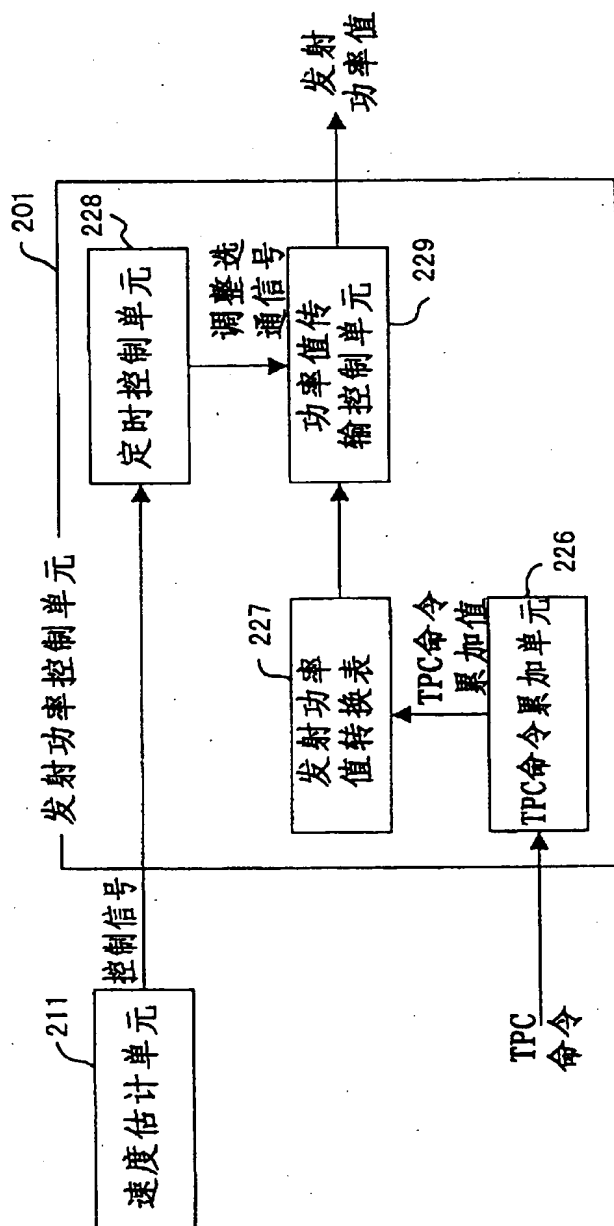 211
速度估计单元
控制信号
发射功率控制单元
201
228
定时控制单元
调整选
通信号
227
发射功率
值转换表
功率值传
输控制单元
229
发射
功率值
TPC命令
累加值
226
TPC命令累加单元
TPC
命令